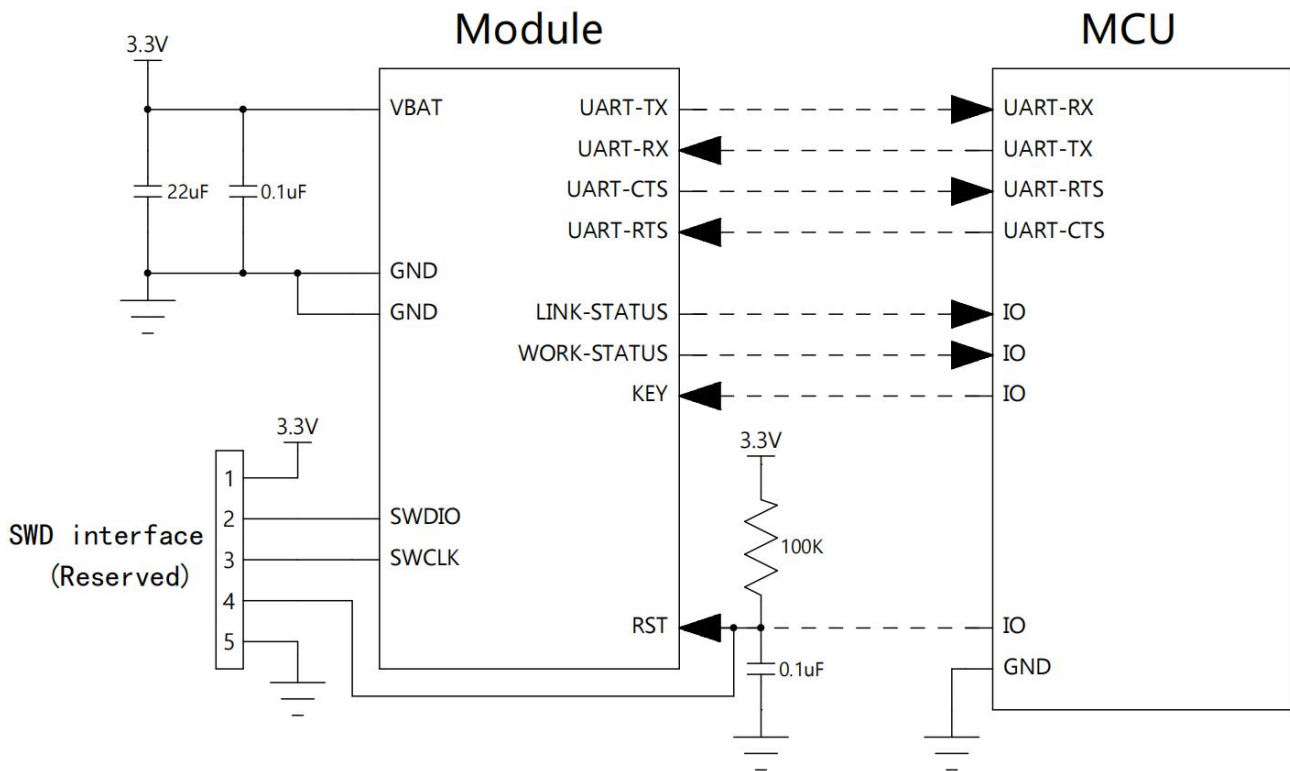 Module
MCU
3.3V
VBAT
UART-TX
UART-RX
UART-RX
UART-TX
22uF
0.1uF
UART-CTS
UART-RTS
UART-RTS
UART-CTS
GND
GND
LINK-STATUS
IO
WORK-STATUS
IO
KEY
IO
3.3V
3.3V
1
2
SWDIO
SWD interface
(Reserved)
3
SWCLK
100K
4
5
RST
IO
0.1uF
GND